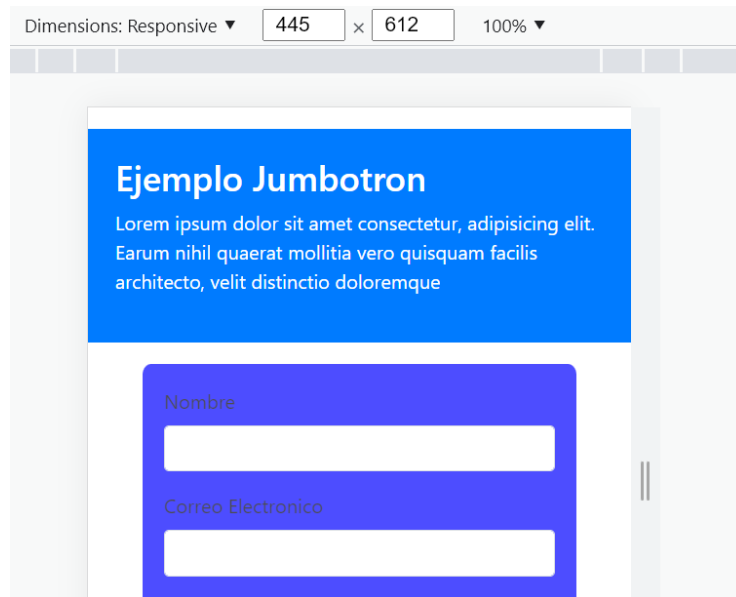 Dimensions: Responsive ▼ 445 × 612 100% ▼
Ejemplo Jumbotron
Lorem ipsum dolor sit amet consectetur, adipisicing elit.
Earum nihil quaerat mollitia vero quisquam facilis
architecto, velit distinctio doloremque
Nombre
Correo Electronico